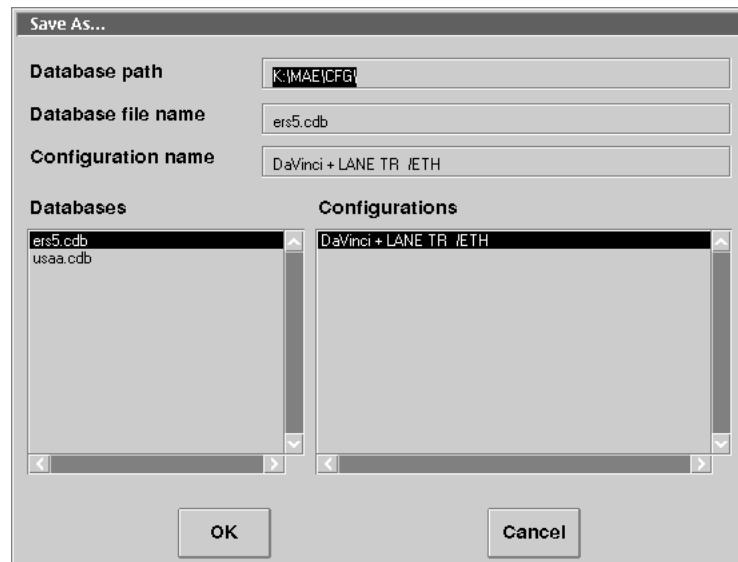 Save As...
Database path
K:\MAE\CFG\
Database file name
ers5.cdb
Configuration name
DaVinci + LANE TR /ETH
Databases
Configurations
ers5.cdb
usaa.cdb
DaVinci + LANE TR /ETH
OK
Cancel